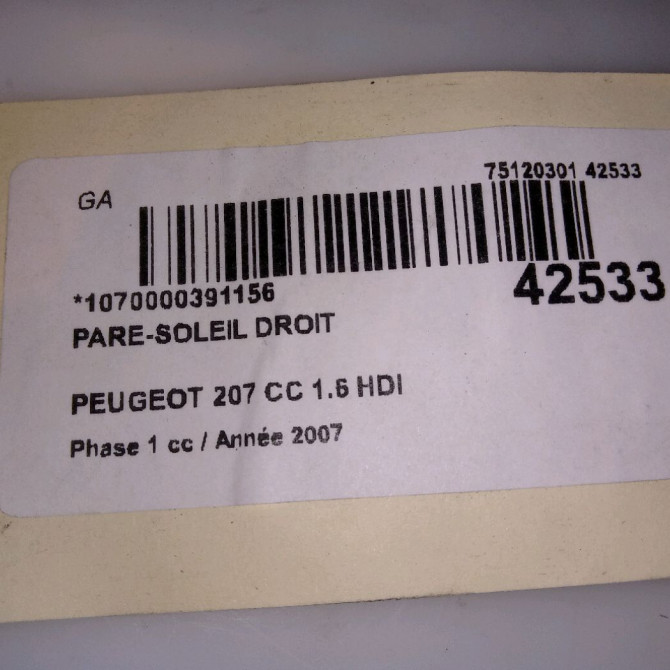 75120301 42533
GA
*1070000391156
42533
PARE-SOLEIL DROIT
PEUGEOT 207 CC 1.6 HDI
Phase 1 cc / Année 2007